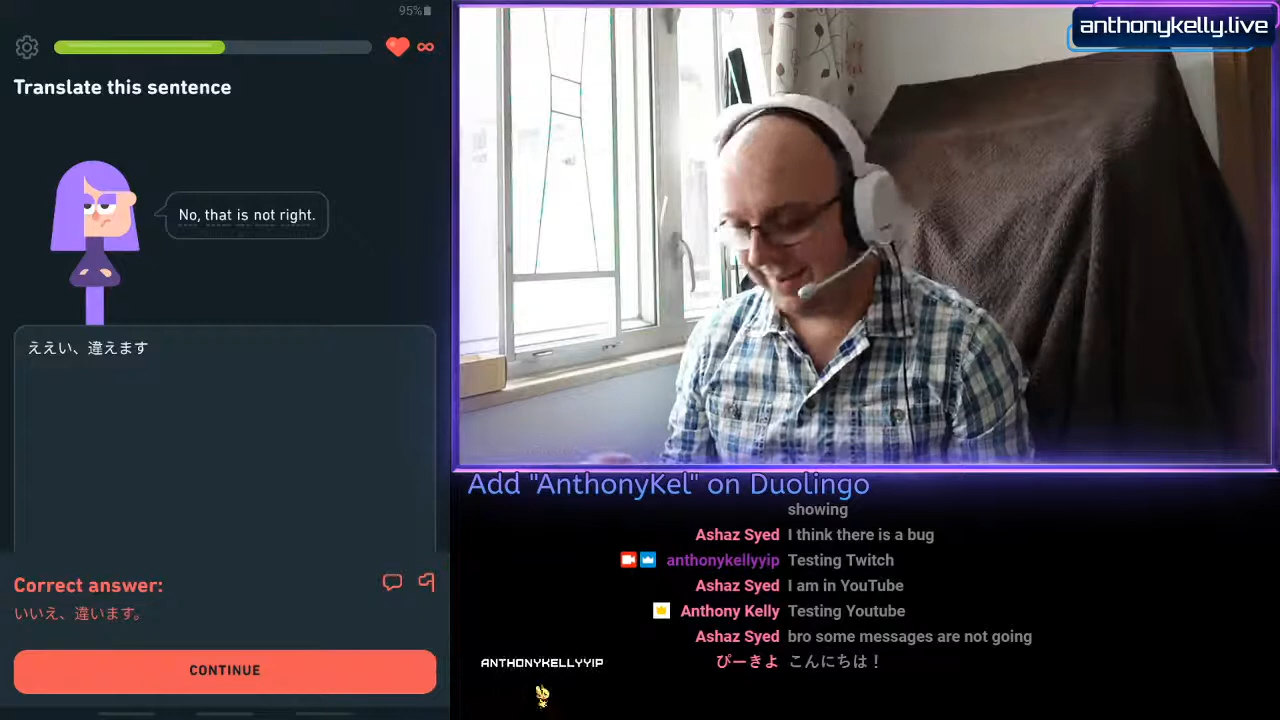 95%
Translate this sentence
No, that is not right.
ええい、違えます
Correct answer:
いいえ、違います。
CONTINUE
anthonykelly.live
Add "AnthonyKel" on Duolingo
showing
Ashaz Syed I think there is a bug
anthonykellyyip Testing Twitch
Ashaz Syed I am in YouTube
Anthony Kelly Testing Youtube
Ashaz Syed bro some messages are not going
ぴーきよ こんにちは！
ANTHONYKELLYYIP